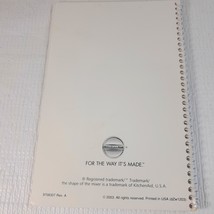 FOR THE WAY IT'S MADE.™
® Registered trademark/™ Trademark/
the shape of the mixer is a trademark of KitchenAid, U.S.A.
© 2003. All rights reserved. Printed in USA